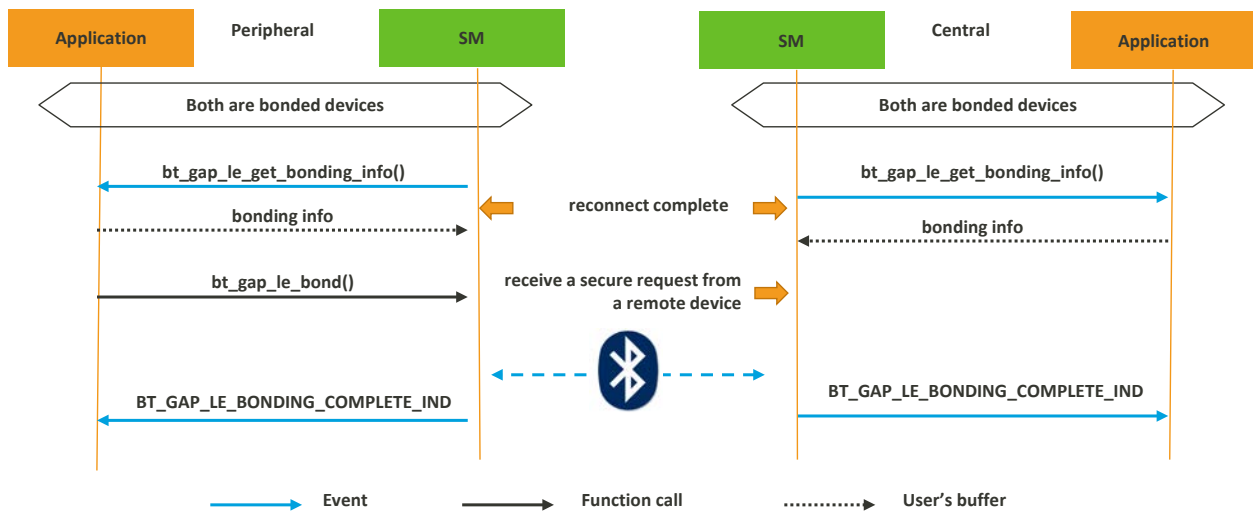 Application
Peripheral
SM
SM
Central
Application
Both are bonded devices
Both are bonded devices
bt_gap_le_get_bonding_info()
bt_gap_le_get_bonding_info()
bonding info
reconnect complete
bonding info
bt_gap_le_bond()
receive a secure request from
a remote device
BT_GAP_LE_BONDING_COMPLETE_IND
BT_GAP_LE_BONDING_COMPLETE_IND
Event
Function call
User's buffer